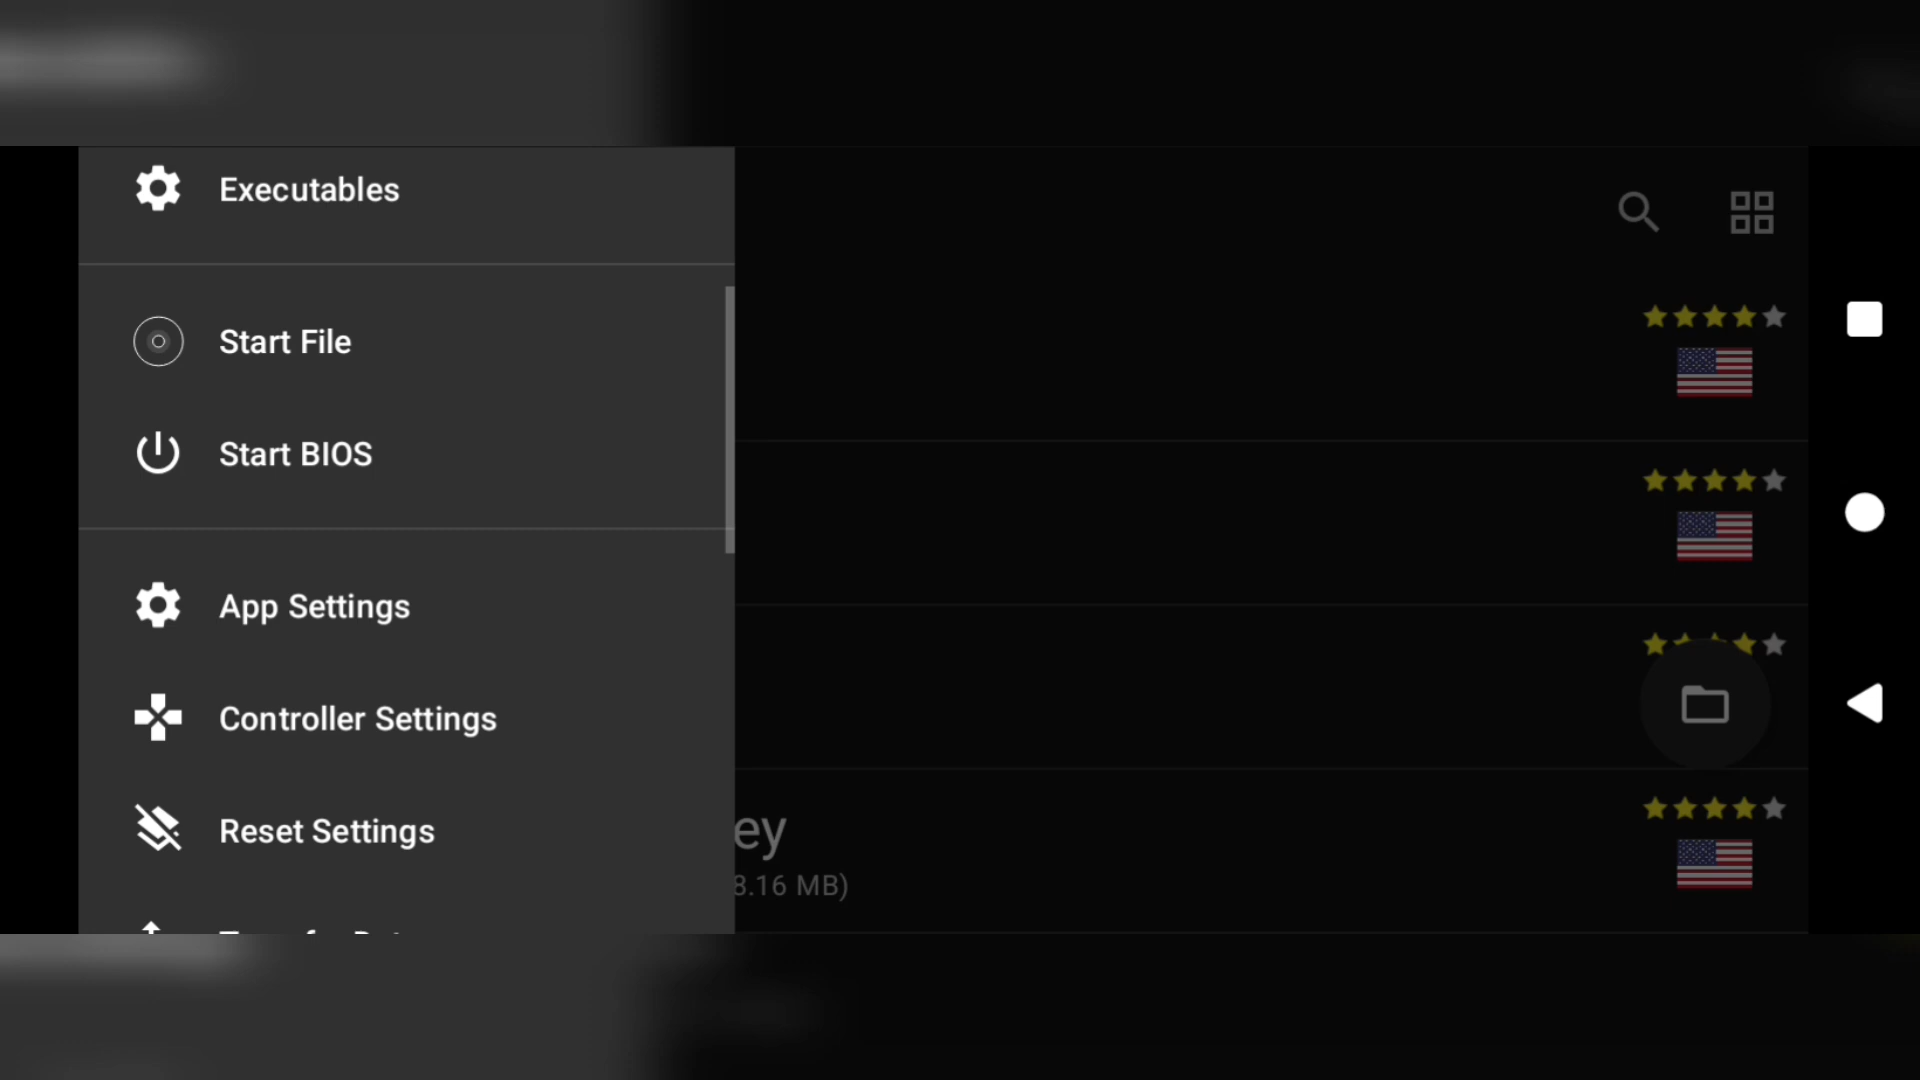 Executables
Start File
Start BIOS
App Settings
Controller Settings
Reset Settings
ey
8.16 MB)